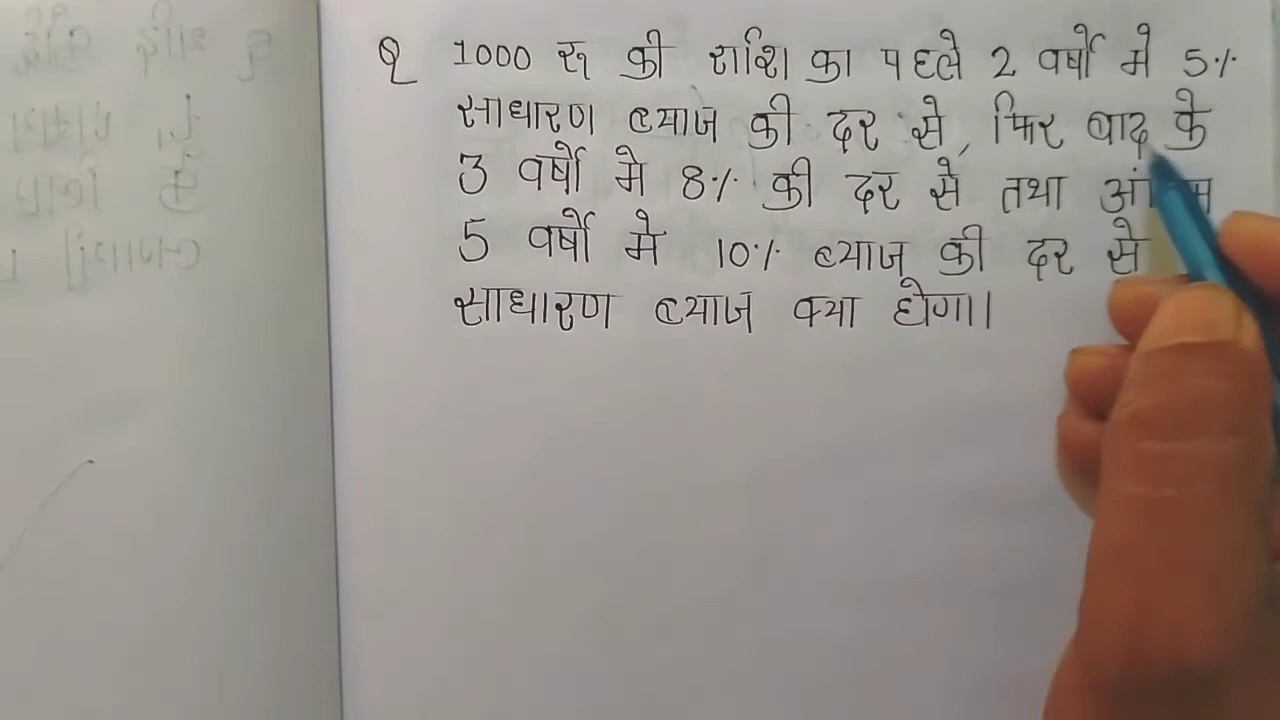 Q 1000 रू की राशि का पहले 2 वर्षो मे 5%
साधारण ब्याज की दर से, फिर बाद के
3 वर्षो मे 8% की दर से तथा
5 वर्षो मे 10% ब्याज की दर से
साधारण ब्याज क्या होगा।